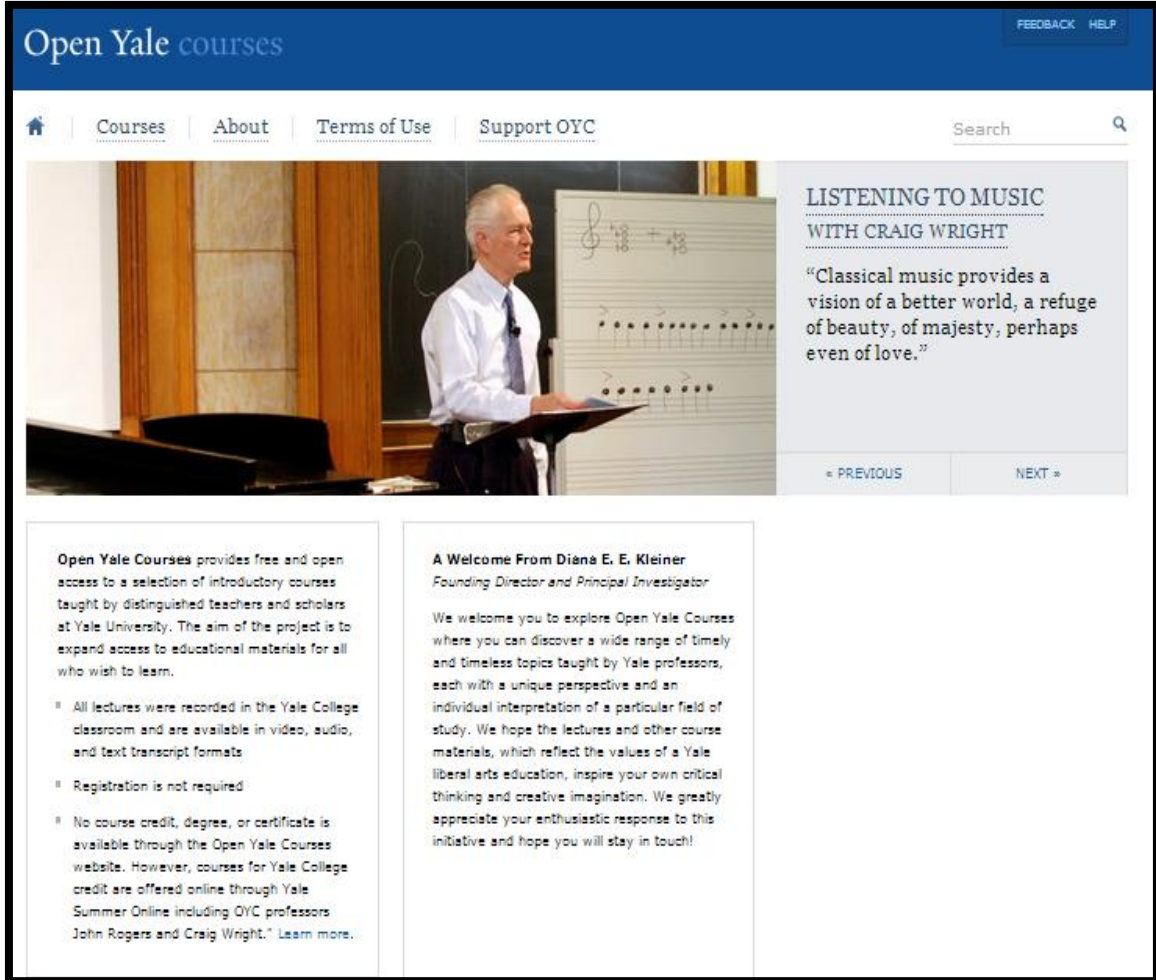 Open Yale courses
FEEDBACK HELP
Courses
About
Terms of Use
Support OYC
Search
LISTENING TO MUSIC
WITH CRAIG WRIGHT
“Classical music provides a
vision of a better world, a refuge
of beauty, of majesty, perhaps
even of love.”
« PREVIOUS
NEXT »
Open Yale Courses provides free and open
access to a selection of introductory courses
taught by distinguished teachers and scholars
at Yale University. The aim of the project is to
expand access to educational materials for all
who wish to learn.
All lectures were recorded in the Yale College
classroom and are available in video, audio,
and text transcript formats
Registration is not required
No course credit, degree, or certificate is
available through the Open Yale Courses
website. However, courses for Yale College
credit are offered online through Yale
Summer Online including OYC professors
John Rogers and Craig Wright." Learn more.
A Welcome From Diana E. E. Kleiner
Founding Director and Principal Investigator
We welcome you to explore Open Yale Courses
where you can discover a wide range of timely
and timeless topics taught by Yale professors,
each with a unique perspective and an
individual interpretation of a particular field of
study. We hope the lectures and other course
materials, which reflect the values of a Yale
liberal arts education, inspire your own critical
thinking and creative imagination. We greatly
appreciate your enthusiastic response to this
initiative and hope you will stay in touch!